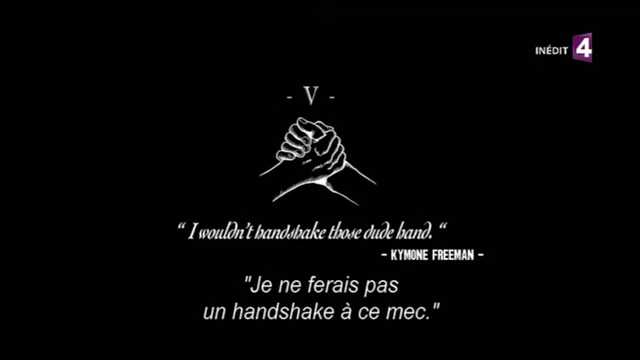 INÉDIT 4
- V -
“ I wouldn't handshake those dude hand. “
- KYMONE FREEMAN -
"Je ne ferais pas
un handshake à ce mec."